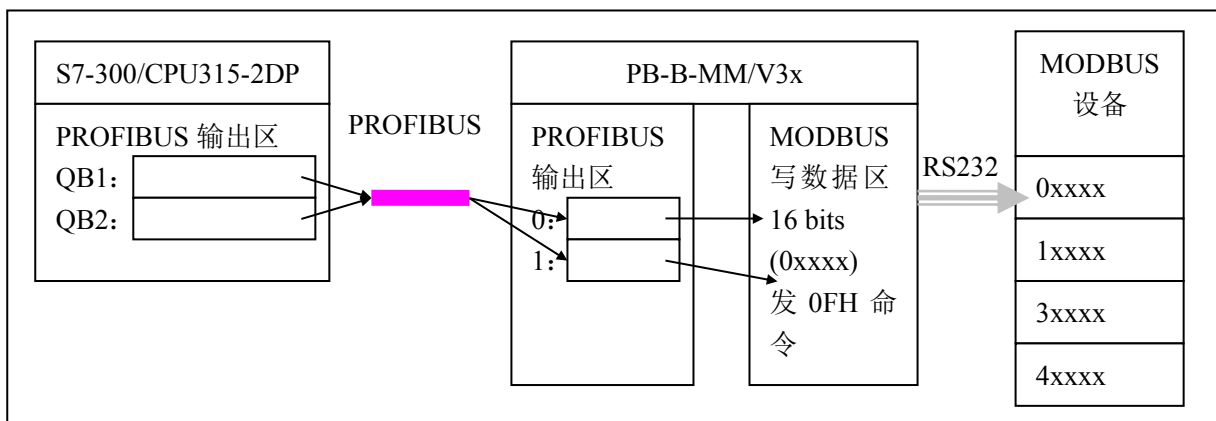 S7-300/CPU315-2DP
PROFIBUS 输出区
QB1:
QB2:
PROFIBUS
PB-B-MM/V3x
PROFIBUS
输出区
0:
1:
MODBUS
写数据区
16 bits
(0xxxx)
发 0FH 命
令
RS232
MODBUS
设备
0xxxx
1xxxx
3xxxx
4xxxx